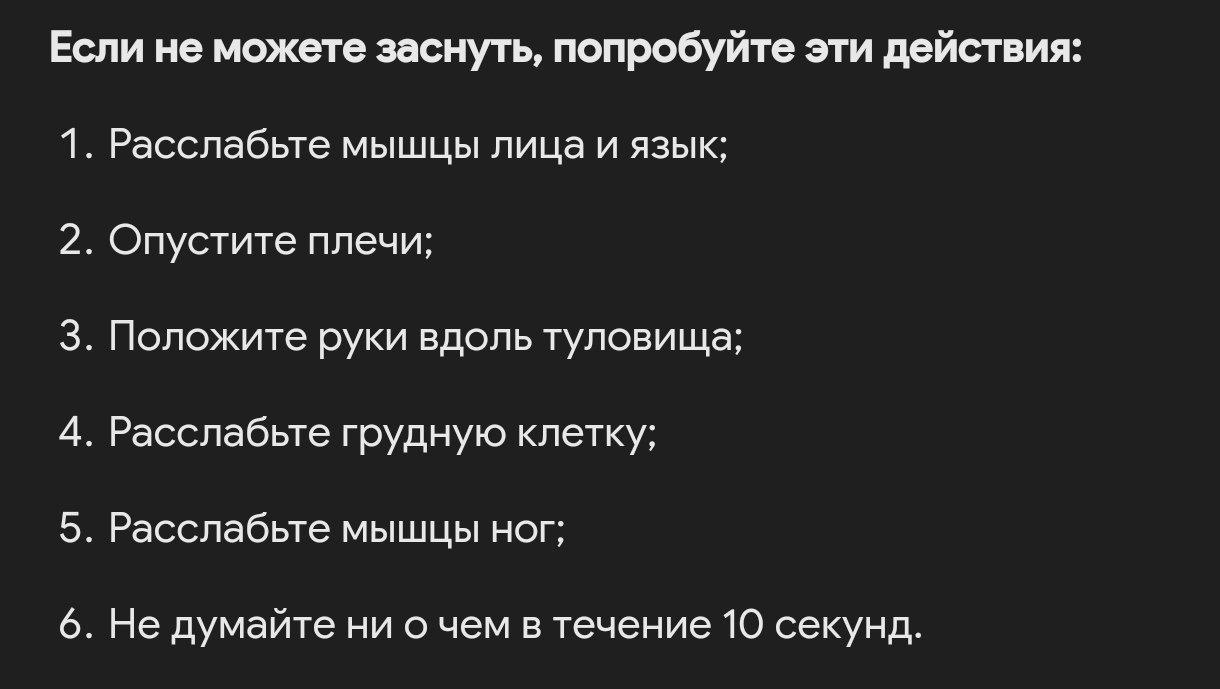 Если не можете заснуть, попробуйте эти действия:
1. Расслабьте мышцы лица и язык;
2. Опустите плечи;
3. Положите руки вдоль туловища;
4. Расслабьте грудную клетку;
5. Расслабьте мышцы ног;
6. Не думайте ни о чем в течение 10 секунд.